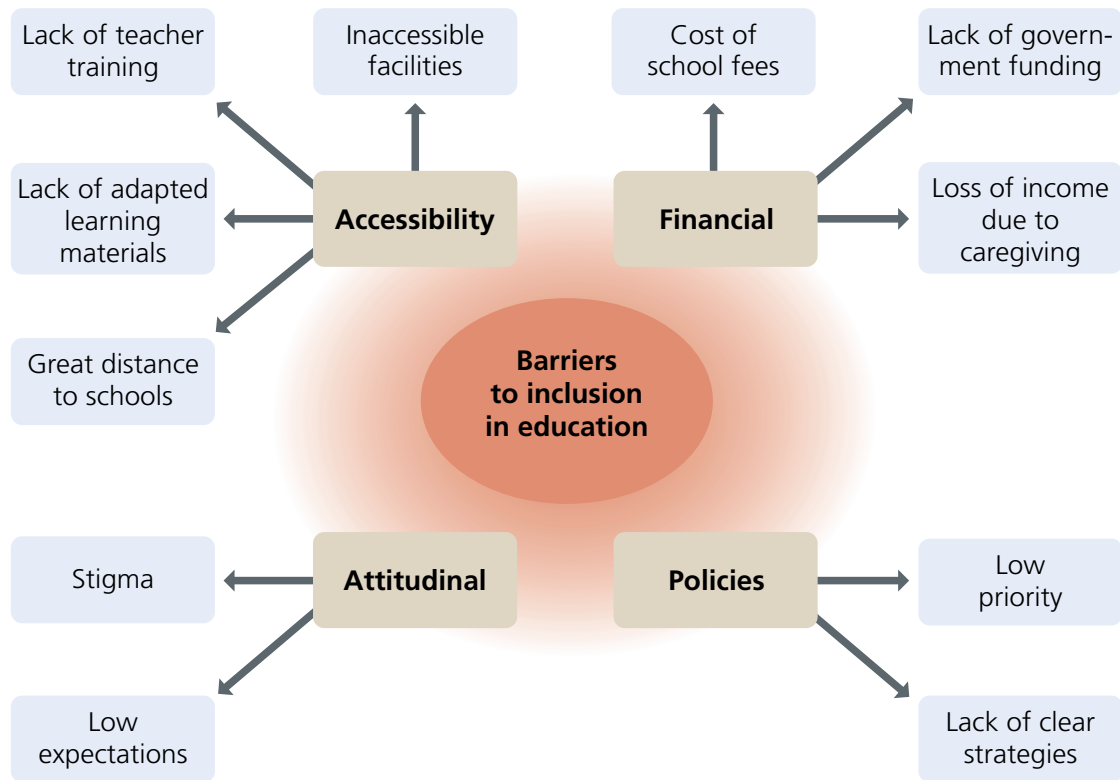 Lack of teacher
training
Inaccessible
facilities
Cost of
school fees
Lack of govern-
ment funding
Lack of adapted
learning
materials
Accessibility
Financial
Loss of income
due to
caregiving
Great distance
to schools
Barriers
to inclusion
in education
Stigma
Attitudinal
Policies
Low
priority
Low
expectations
Lack of clear
strategies